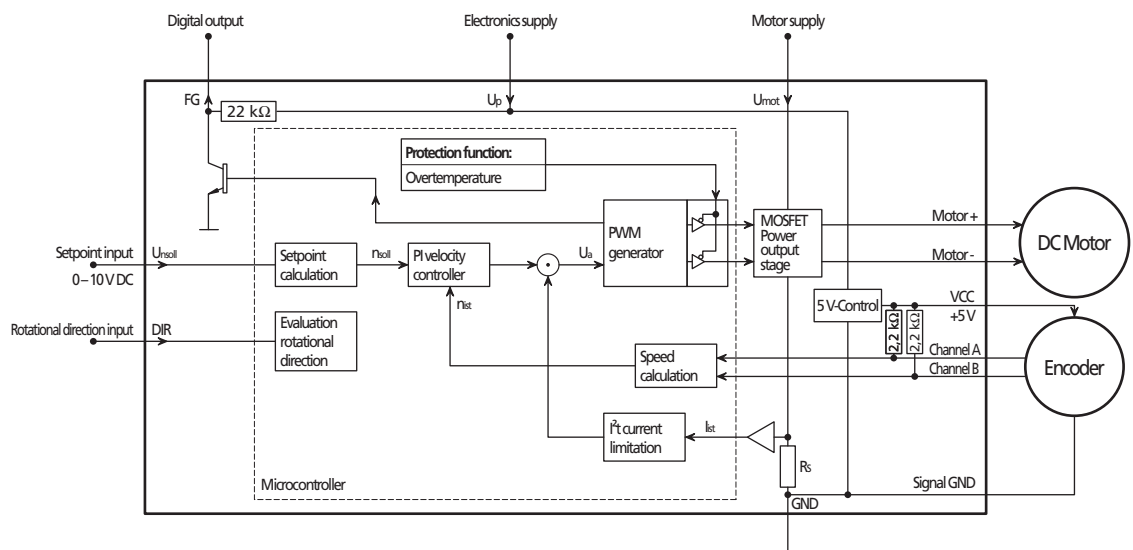 Digital output
Electronics supply
Motor supply
FG
22 kΩ
Up
Umot
Protection function:
Overtemperature
PWM
generator
MOSFET
Power
output
stage
Motor +
Motor -
DC Motor
Setpoint input
0 – 10 V DC
Unsoll
Setpoint
calculation
nsoll
PI velocity
controller
Ua
nist
5 V-Control
2,2 kΩ
2,2 kΩ
VCC
+5 V
Rotational direction input
DIR
Evaluation
rotational
direction
Speed
calculation
Channel A
Channel B
Encoder
I²t current
limitation
Iist
RS
Microcontroller
Signal GND
GND